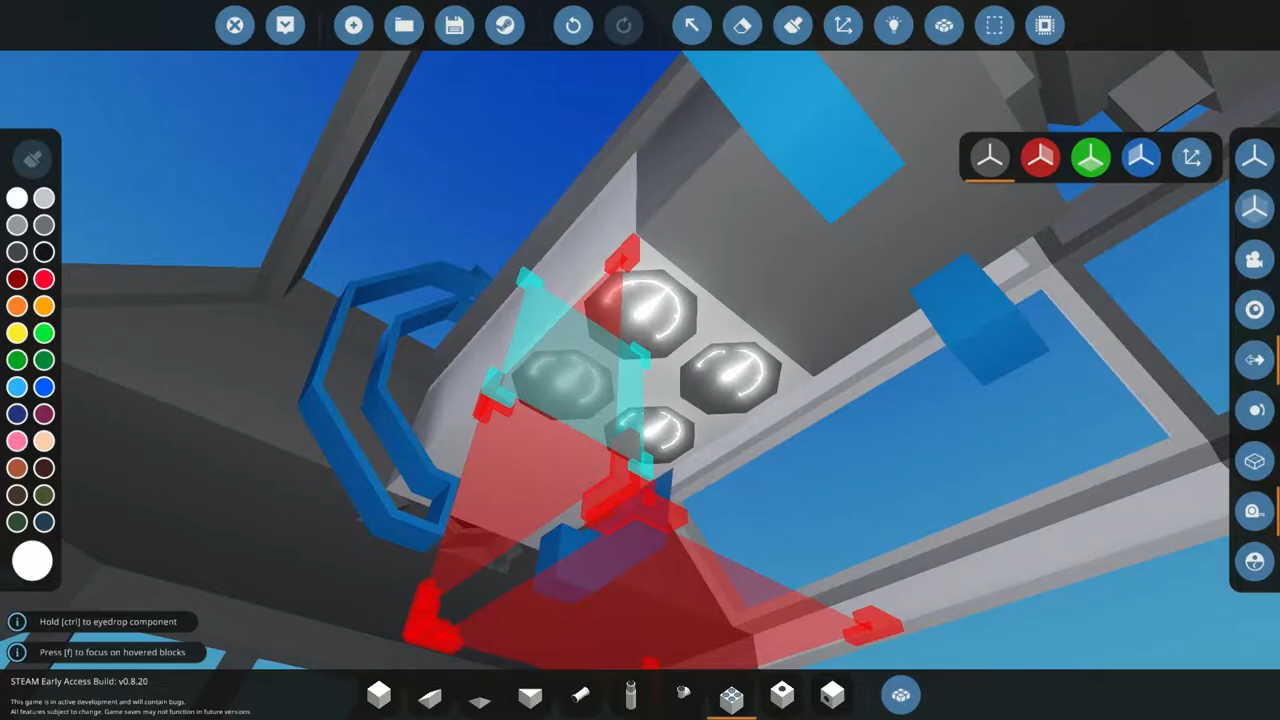 Hold [ctrl] to eyedrop component
Press [f] to focus on hovered blocks
STEAM Early Access Build: v0.8.20
This game is in active development and will contain bugs.
All features subject to change. Game saves may not function in future versions.